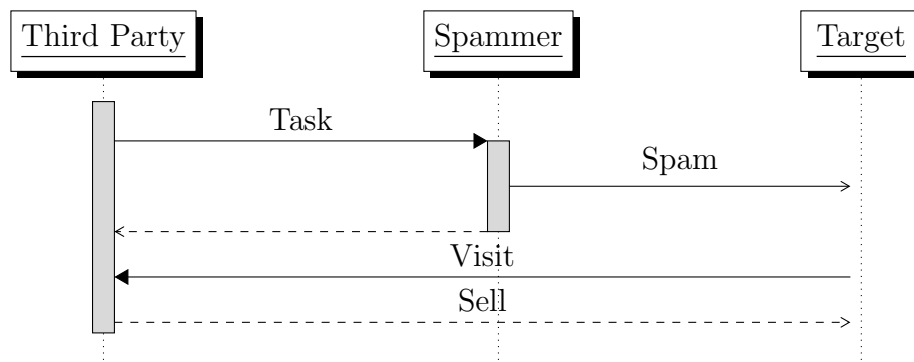 Third Party
Spammer
Target
Task
Spam
Visit
Sell